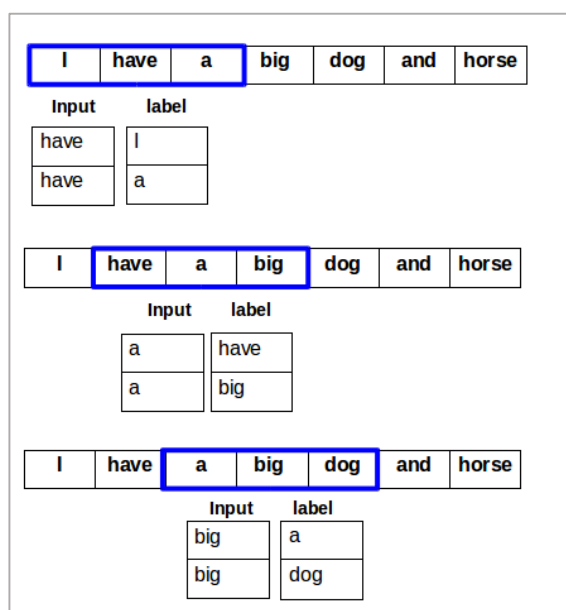 I have a big dog and horse
Input label
have I
have a
I have a big dog and horse
Input label
a have
a big
I have a big dog and horse
Input label
big a
big dog